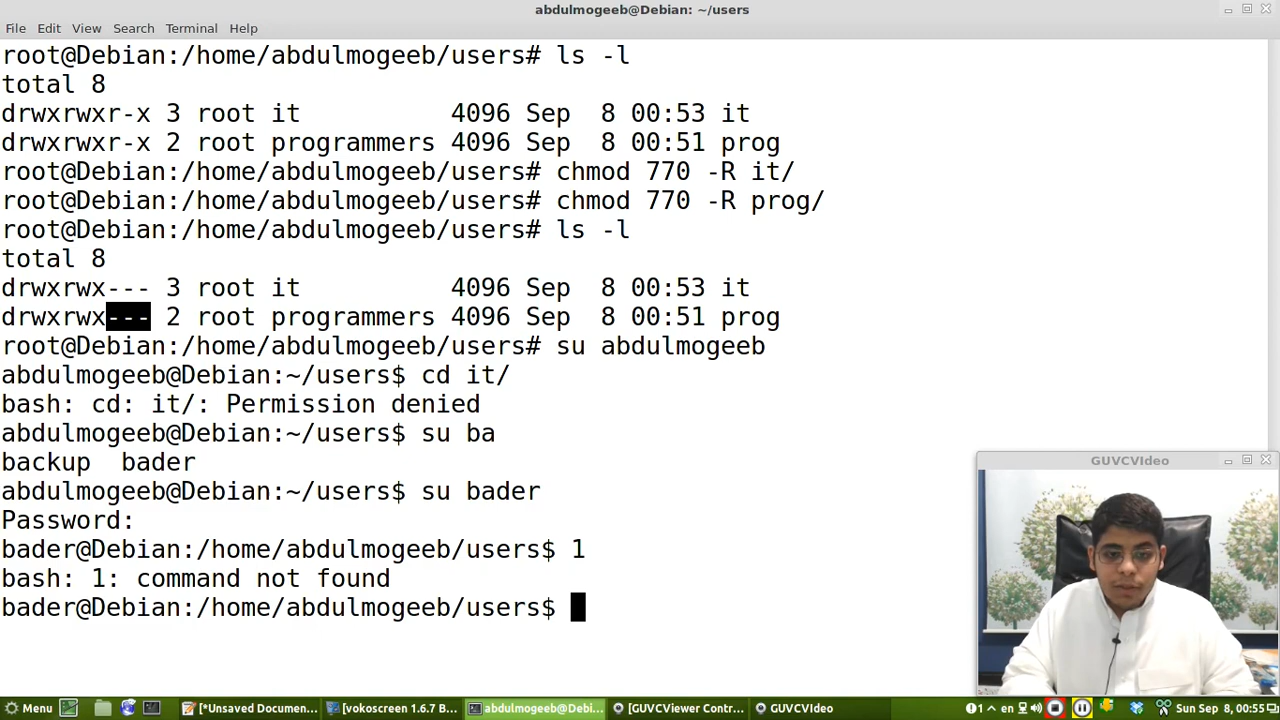 abdulmogeeb@Debian: ~/users
File Edit View Search Terminal Help
root@Debian:/home/abdulmogeeb/users# ls -l
total 8
drwxrwxr-x 3 root it 4096 Sep 8 00:53 it
drwxrwxr-x 2 root programmers 4096 Sep 8 00:51 prog
root@Debian:/home/abdulmogeeb/users# chmod 770 -R it/
root@Debian:/home/abdulmogeeb/users# chmod 770 -R prog/
root@Debian:/home/abdulmogeeb/users# ls -l
total 8
drwxrwx--- 3 root it 4096 Sep 8 00:53 it
drwxrwx--- 2 root programmers 4096 Sep 8 00:51 prog
root@Debian:/home/abdulmogeeb/users# su abdulmogeeb
abdulmogeeb@Debian:~/users$ cd it/
bash: cd: it/: Permission denied
abdulmogeeb@Debian:~/users$ su ba
backup bader
abdulmogeeb@Debian:~/users$ su bader
Password:
bader@Debian:/home/abdulmogeeb/users$ 1
bash: 1: command not found
bader@Debian:/home/abdulmogeeb/users$
GUVCVIdeo
Menu [*Unsaved Documen... [vokoscreen 1.6.7 B... abdulmogeeb@Debi... [GUVCViewer Contr... GUVCVIdeo 1 en Sun Sep 8, 00:55